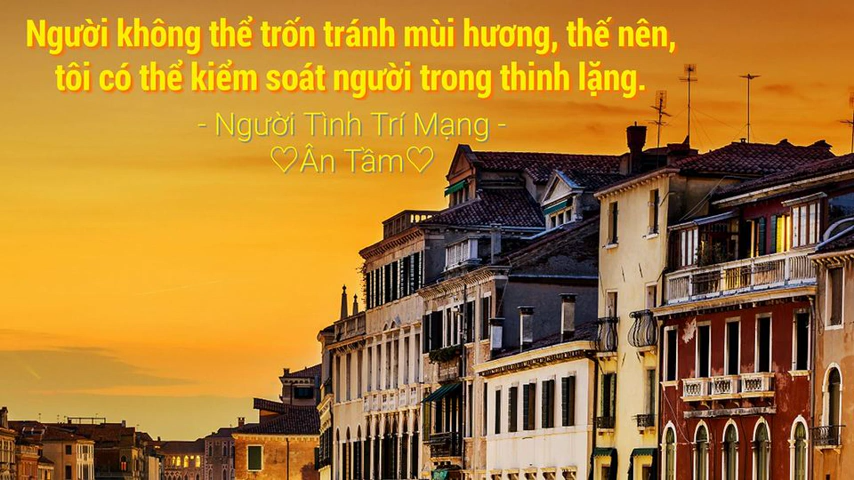 Người không thể trốn tránh mùi hương, thế nên,
tôi có thể kiểm soát người trong thinh lặng.
- Người Tình Trí Mạng -
♡Ân Tầm♡